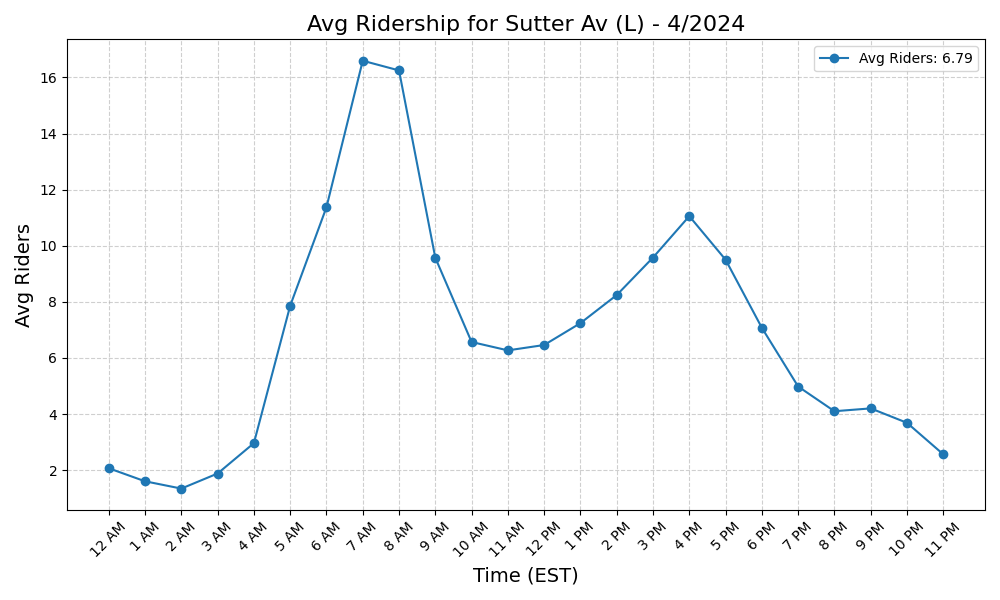 Avg Ridership for Sutter Av (L) - 4/2024
Avg Riders: 6.79
Avg Riders
16
14
12
10
8
6
4
2
12 AM
1 AM
2 AM
3 AM
4 AM
5 AM
6 AM
7 AM
8 AM
9 AM
10 AM
11 AM
12 PM
1 PM
2 PM
3 PM
4 PM
5 PM
6 PM
7 PM
8 PM
9 PM
10 PM
11 PM
Time (EST)